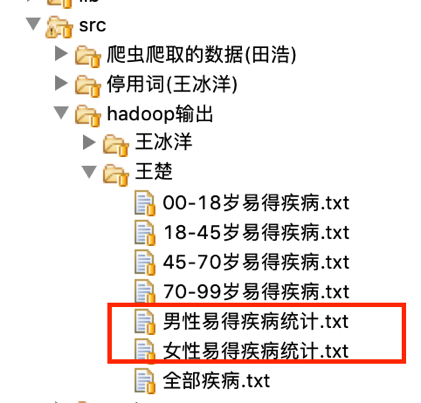 src
爬虫爬取的数据(田浩)
停用词(王冰洋)
hadoop输出
王冰洋
王楚
00-18岁易得疾病.txt
18-45岁易得疾病.txt
45-70岁易得疾病.txt
70-99岁易得疾病.txt
男性易得疾病统计.txt
女性易得疾病统计.txt
全部疾病.txt